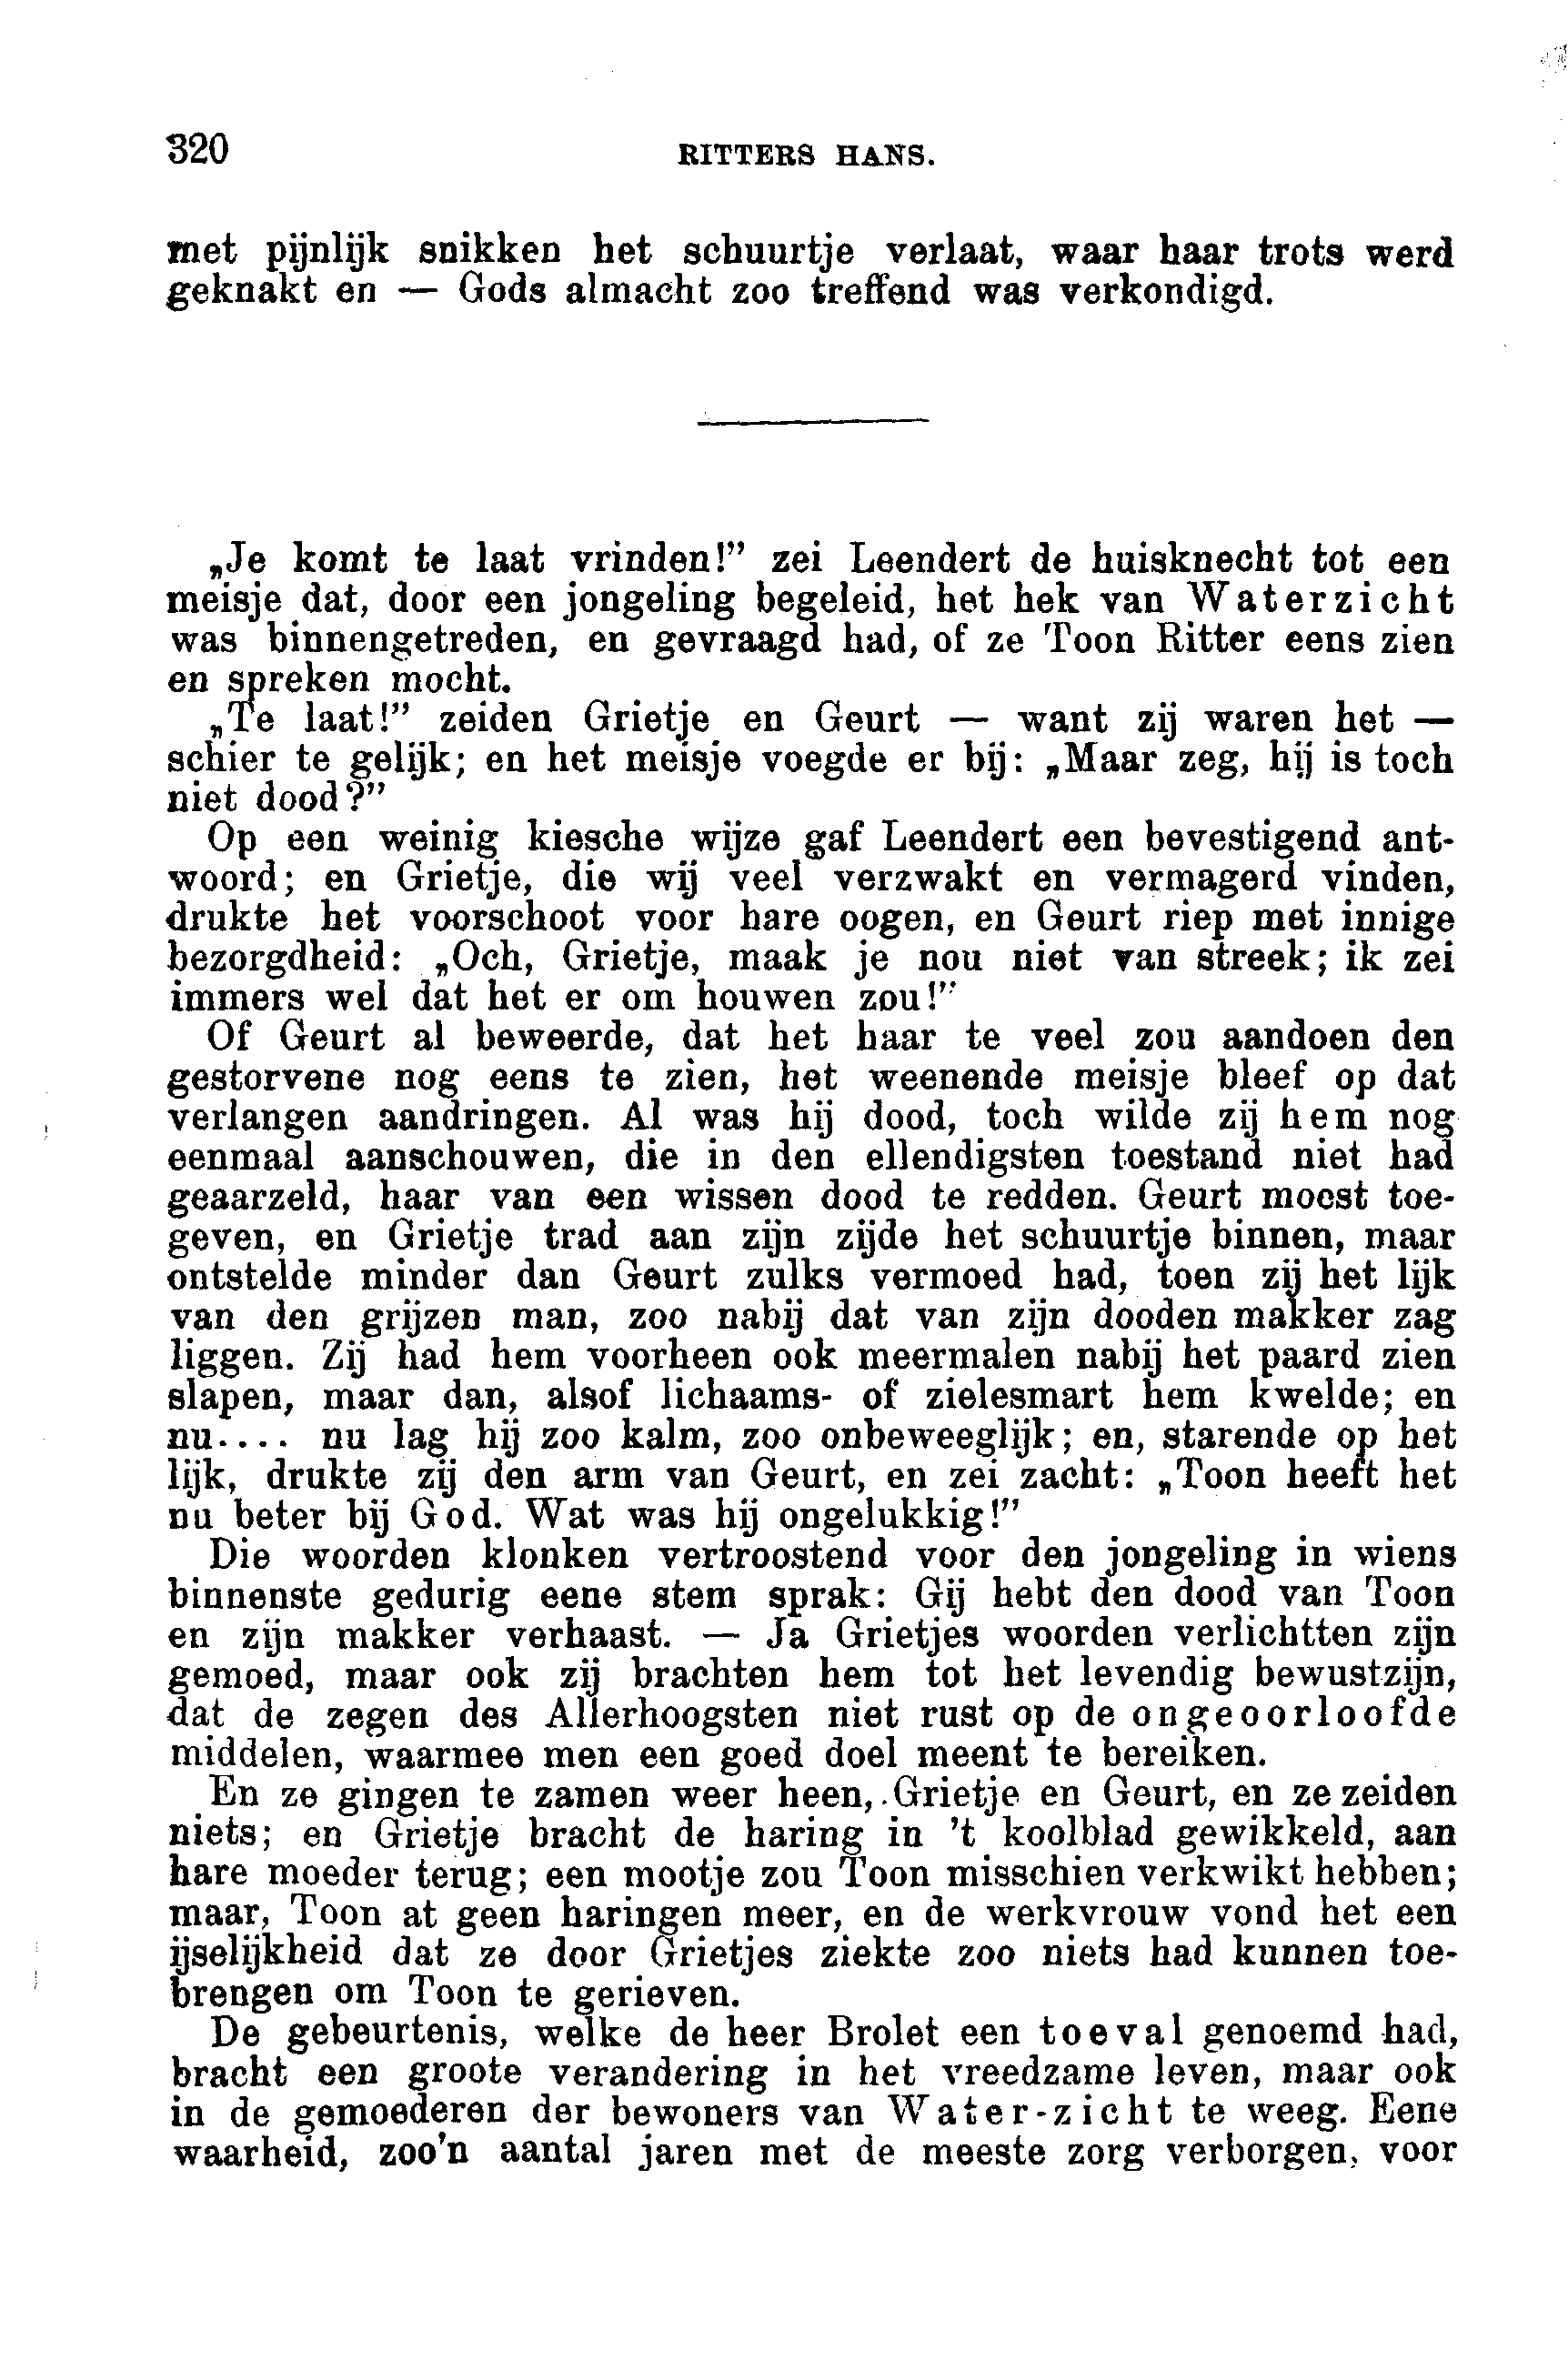 320
RITTERS HANS.
met pijnlijk snikken het schuurtje verlaat, waar haar trots werd
geknakt en — Gods almacht zoo treffend was verkondigd.
„Je komt te laat vrinden!” zei Leendert de huisknecht tot een
meisje dat, door een jongeling begeleid, het hek van Waterzicht
was binnengetreden, en gevraagd had, of ze Toon Ritter eens zien
en spreken mocht.
„Te laat!” zeiden Grietje en Geurt — want zij waren het —
schier te gelijk; en het meisje voegde er bij: „Maar zeg, hij is toch
niet dood?”
Op een weinig kiesche wijze gaf Leendert een bevestigend ant-
woord; en Grietje, die wij veel verzwakt en vermagerd vinden,
drukte het voorschoot voor hare oogen, en Geurt riep met innige
bezorgdheid: „Och, Grietje, maak je nou niet van streek; ik zei
immers wel dat het er om houwen zou!”
Of Geurt al beweerde, dat het haar te veel zou aandoen den
gestorvene nog eens te zien, het weenende meisje bleef op dat
verlangen aandringen. Al was hij dood, toch wilde zij hem nog
eenmaal aanschouwen, die in den ellendigsten toestand niet had
geaarzeld, haar van een wissen dood te redden. Geurt moest toe-
geven, en Grietje trad aan zijn zijde het schuurtje binnen, maar
ontstelde minder dan Geurt zulks vermoed had, toen zij het lijk
van den grijzen man, zoo nabij dat van zijn dooden makker zag
liggen. Zij had hem voorheen ook meermalen nabij het paard zien
slapen, maar dan, alsof lichaams- of zielesmart hem kwelde; en
nu.... nu lag hij zoo kalm, zoo onbeweeglijk; en, starende op het
lijk, drukte zij den arm van Geurt, en zei zacht: „Toon heeft het
nu beter bij God. Wat was hij ongelukkig!”
Die woorden klonken vertroostend voor den jongeling in wiens
binnenste gedurig eene stem sprak: Gij hebt den dood van Toon
en zijn makker verhaast. — Ja Grietjes woorden verlichtten zijn
gemoed, maar ook zij brachten hem tot het levendig bewustzijn,
dat de zegen des Allerhoogsten niet rust op de ongeoorloofde
middelen, waarmee men een goed doel meent te bereiken.
En ze gingen te zamen weer heen, Grietje en Geurt, en ze zeiden
niets; en Grietje bracht de haring in 't koolblad gewikkeld, aan
hare moeder terug; een mootje zou Toon misschien verkwikt hebben;
maar, Toon at geen haringen meer, en de werkvrouw vond het een
ijselijkheid dat ze door Grietjes ziekte zoo niets had kunnen toe-
brengen om Toon te gerieven.
De gebeurtenis, welke de heer Brolet een toeval genoemd had,
bracht een groote verandering in het vreedzame leven, maar ook
in de gemoederen der bewoners van Water-zicht te weeg. Eene
waarheid, zoo'n aantal jaren met de meeste zorg verborgen, voor